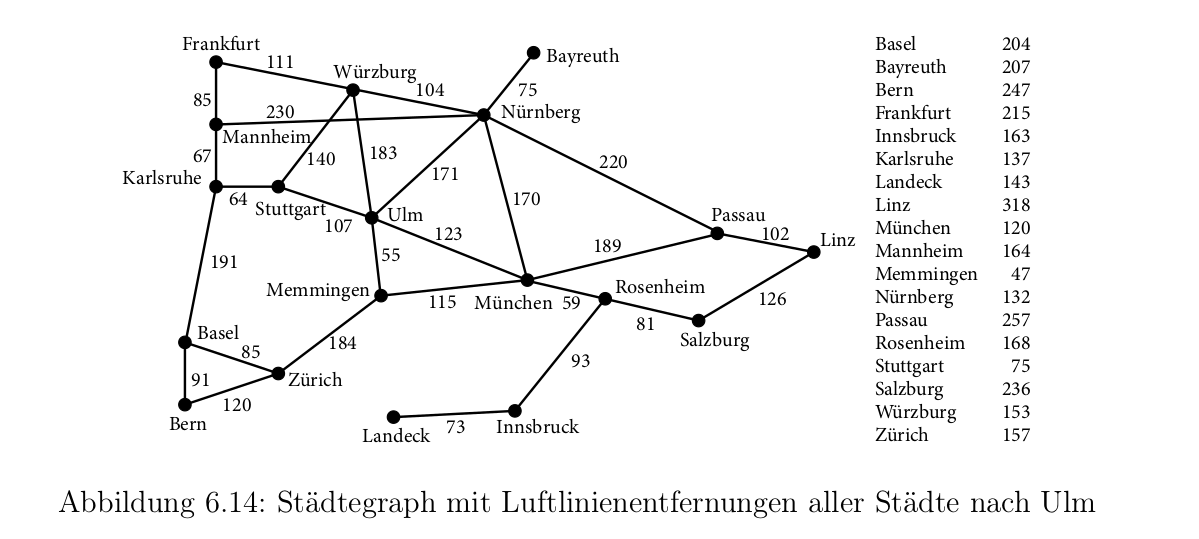 Frankfurt
111
Würzburg
Bayreuth
85
230
104
75
Nürnberg
Mannheim
67
140
183
171
220
Karlsruhe
64
Stuttgart
107
Ulm
170
123
Passau
102
Linz
191
55
189
Memmingen
115
München
59
Rosenheim
126
81
Salzburg
Basel
85
184
93
91
Zürich
120
Bern
Landeck
73
Innsbruck
Basel 204
Bayreuth 207
Bern 247
Frankfurt 215
Innsbruck 163
Karlsruhe 137
Landeck 143
Linz 318
München 120
Mannheim 164
Memmingen 47
Nürnberg 132
Passau 257
Rosenheim 168
Stuttgart 75
Salzburg 236
Würzburg 153
Zürich 157
Abbildung 6.14: Städtegraph mit Luftlinienentfernungen aller Städte nach Ulm